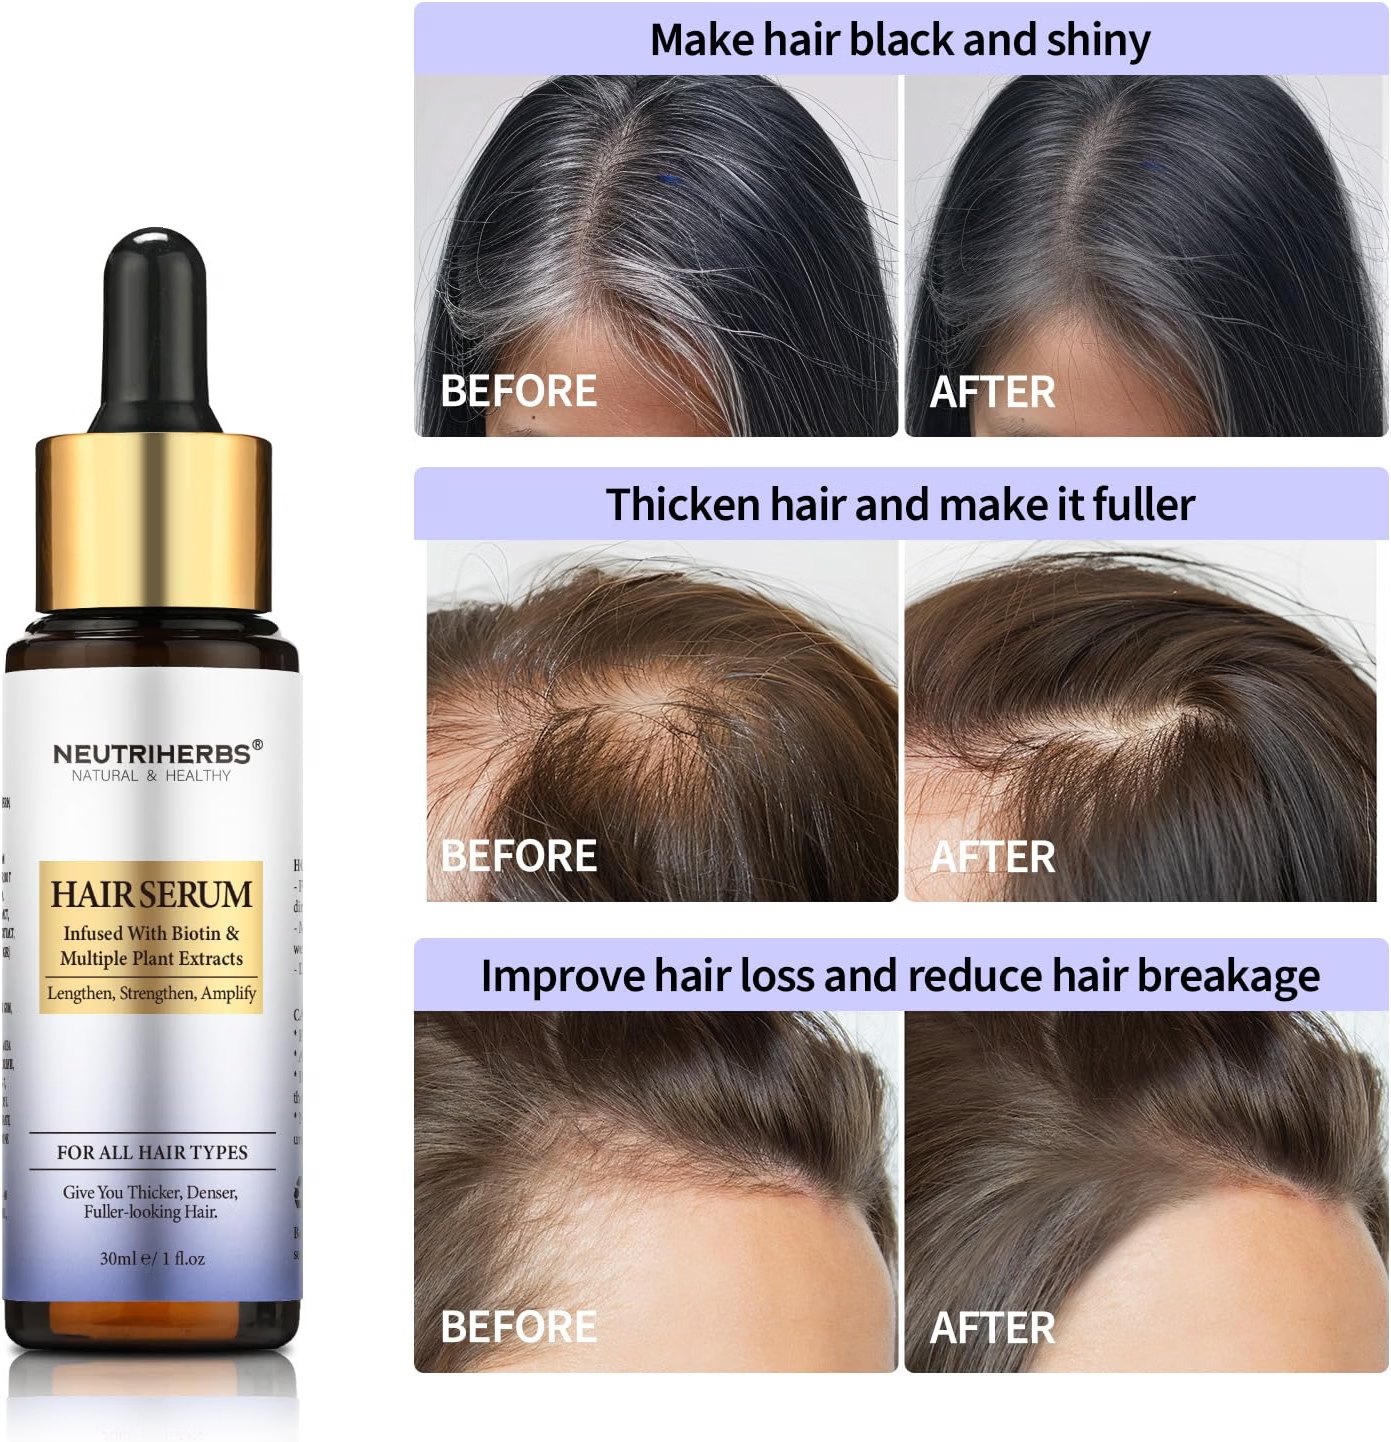 Make hair black and shiny
BEFORE
AFTER
Thicken hair and make it fuller
BEFORE
AFTER
Improve hair loss and reduce hair breakage
BEFORE
AFTER
NEUTRIHERBS®
NATURAL & HEALTHY
HAIR SERUM
Infused With Biotin &
Multiple Plant Extracts
Lengthen, Strengthen, Amplify
FOR ALL HAIR TYPES
Give You Thicker, Denser,
Fuller-looking Hair.
30ml e/ 1 fl.oz